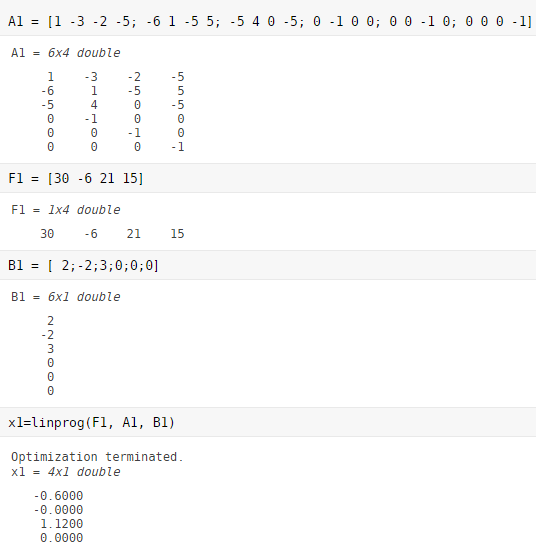 A1 = [1 -3 -2 -5; -6 1 -5 5; -5 4 0 -5; 0 -1 0 0; 0 0 -1 0; 0 0 0 -1]
A1 = 6x4 double
1 -3 -2 -5
-6 1 -5 5
-5 4 0 -5
0 -1 0 0
0 0 -1 0
0 0 0 -1
F1 = [30 -6 21 15]
F1 = 1x4 double
30 -6 21 15
B1 = [ 2;-2;3;0;0;0]
B1 = 6x1 double
2
-2
3
0
0
0
x1=linprog(F1, A1, B1)
Optimization terminated.
x1 = 4x1 double
-0.6000
-0.0000
1.1200
0.0000